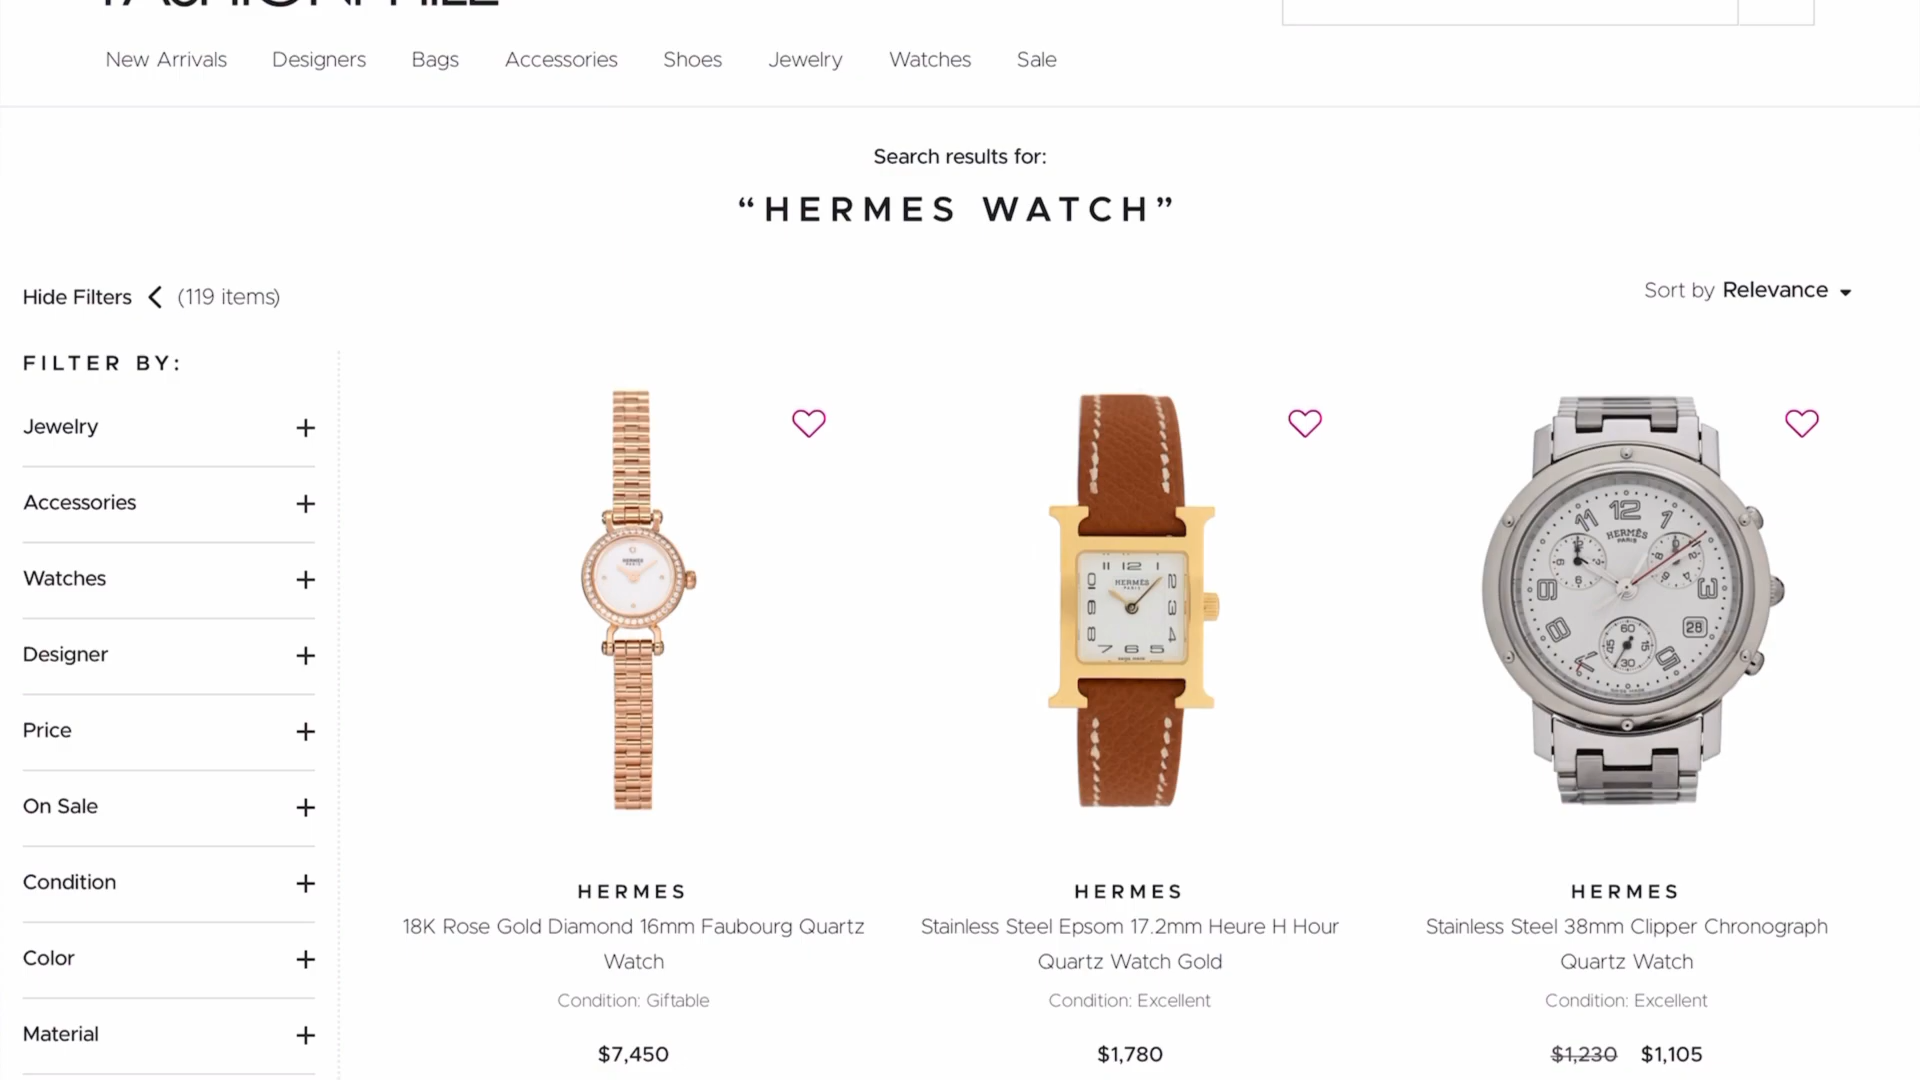 FASHIONPHILE
New Arrivals Designers Bags Accessories Shoes Jewelry Watches Sale
Search results for:
“HERMES WATCH”
Hide Filters (119 items)
Sort by Relevance
FILTER BY:
Jewelry
Accessories
Watches
Designer
Price
On Sale
Condition
Color
Material
HERMES
18K Rose Gold Diamond 16mm Faubourg Quartz
Watch
Condition: Giftable
$7,450
HERMES
Stainless Steel Epsom 17.2mm Heure H Hour
Quartz Watch Gold
Condition: Excellent
$1,780
HERMES
Stainless Steel 38mm Clipper Chronograph
Quartz Watch
Condition: Excellent
$1,230 $1,105